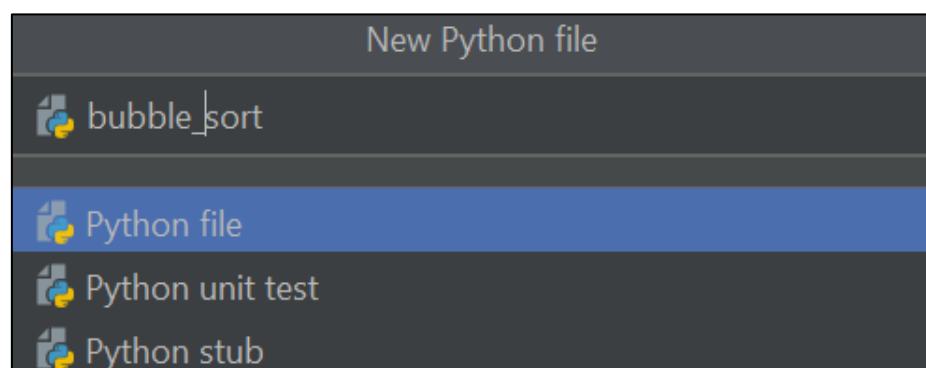 New Python file
bubble_sort
Python file
Python unit test
Python stub